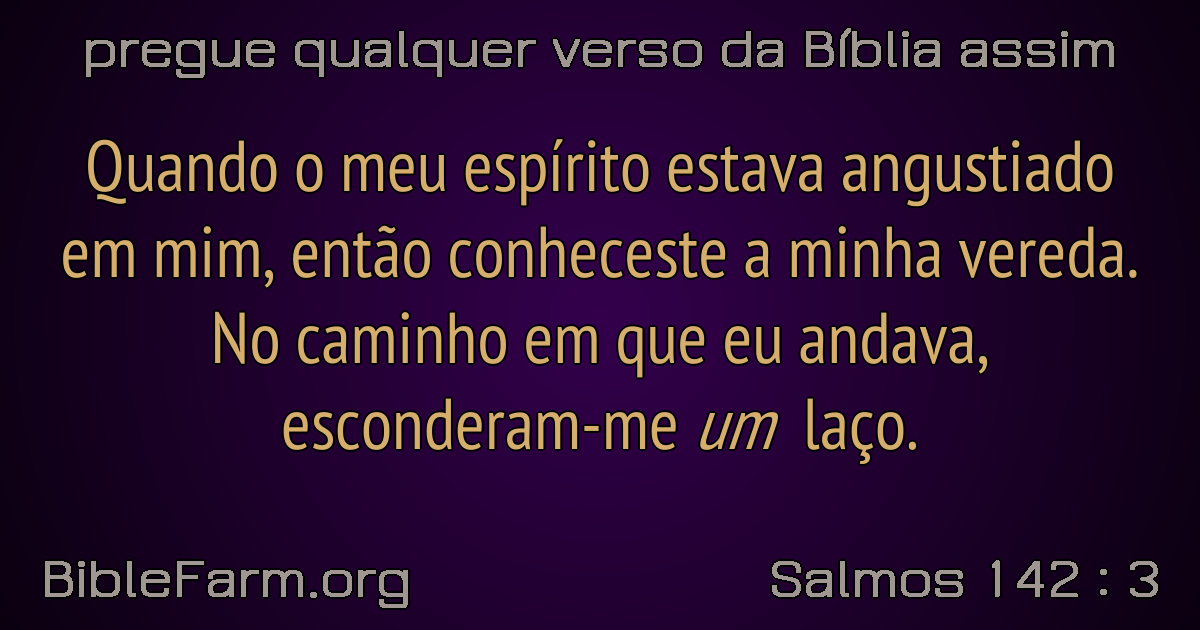 pregue qualquer verso da Bíblia assim
Quando o meu espírito estava angustiado
em mim, então conheceste a minha vereda.
No caminho em que eu andava,
esconderam-me um laço.
BibleFarm.org
Salmos 142 : 3